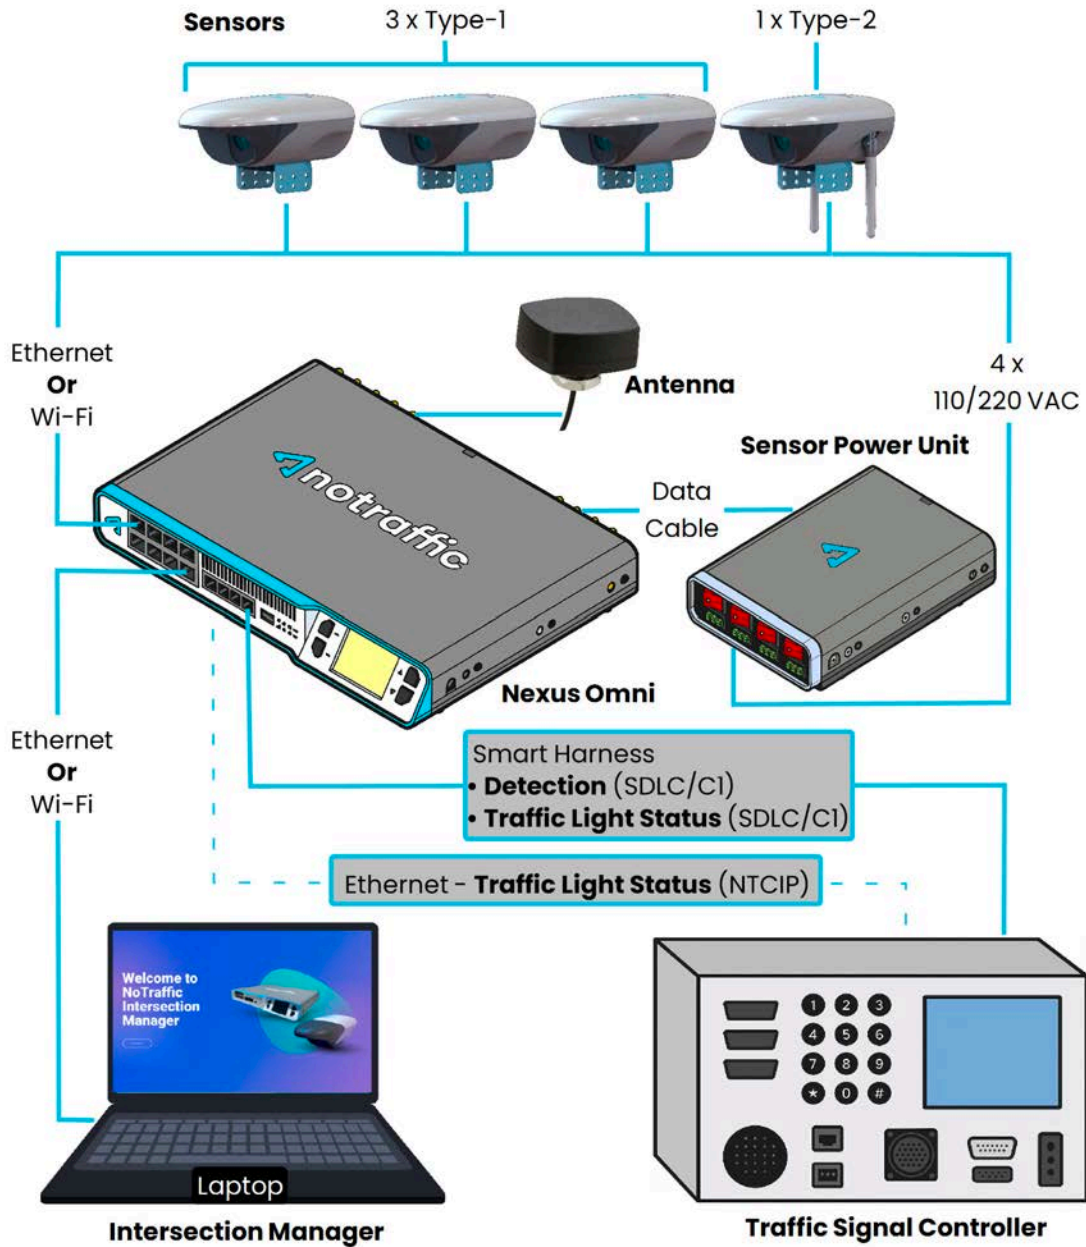 Sensors
3 x Type-1
1 x Type-2
Ethernet
Or
Wi-Fi
Antenna
4 x
110/220 VAC
Sensor Power Unit
Data
Cable
notraffic
Nexus Omni
Ethernet
Or
Wi-Fi
Smart Harness
• Detection (SDLC/C1)
• Traffic Light Status (SDLC/C1)
Ethernet - Traffic Light Status (NTCIP)
Welcome to
NoTraffic
Intersection
Manager
1 2 3
4 5 6
7 8 9
* 0 #
Laptop
Intersection Manager
Traffic Signal Controller